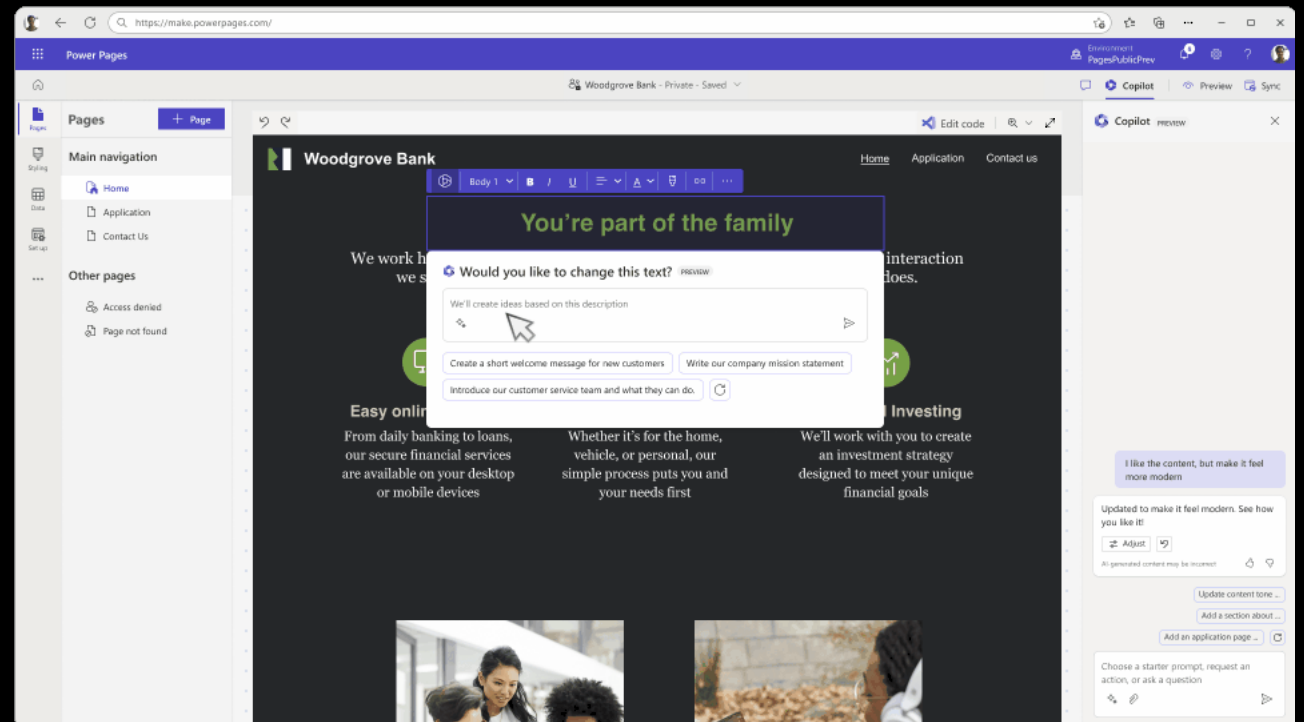 https://make.powerpages.com/
Power Pages
Environment
PagesPublicPrev
Woodgrove Bank - Private - Saved
Copilot
Preview
Sync
Pages
Styling
Data
Set up
Pages
+ Page
Main navigation
Home
Application
Contact Us
Other pages
Access denied
Page not found
Edit code
Woodgrove Bank
Home
Application
Contact us
Body 1
B
I
U
A
You're part of the family
We work h
interaction
we s
does.
Would you like to change this text? PREVIEW
We'll create ideas based on this description
Create a short welcome message for new customers
Write our company mission statement
Introduce our customer service team and what they can do.
Easy onlin
From daily banking to loans,
our secure financial services
are available on your desktop
or mobile devices
Whether it's for the home,
vehicle, or personal, our
simple process puts you and
your needs first
Investing
We'll work with you to create
an investment strategy
designed to meet your unique
financial goals
Copilot PREVIEW
I like the content, but make it feel
more modern
Updated to make it feel modern. See how
you like it!
Adjust
AI generated content may be incorrect
Update content tone ...
Add a section about ...
Add an application page ...
Choose a starter prompt, request an
action, or ask a question